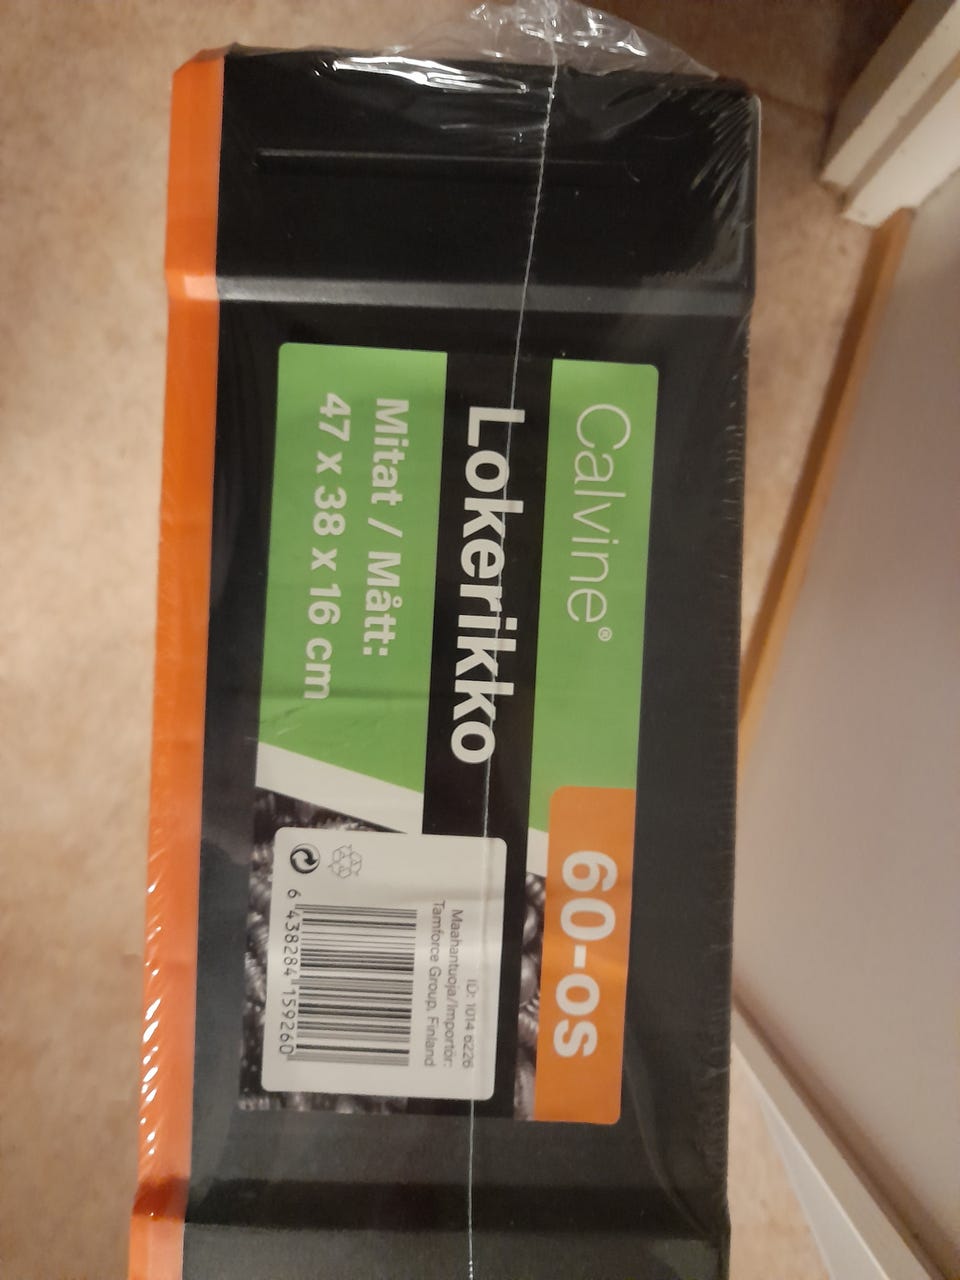 Calvine®
60-os
Lokerikko
Mitat / Mått:
47 x 38 x 16 cm
ID: 1014 6226
Maahantuoja/Importör:
Tamforce Group, Finland
6 438284 159260